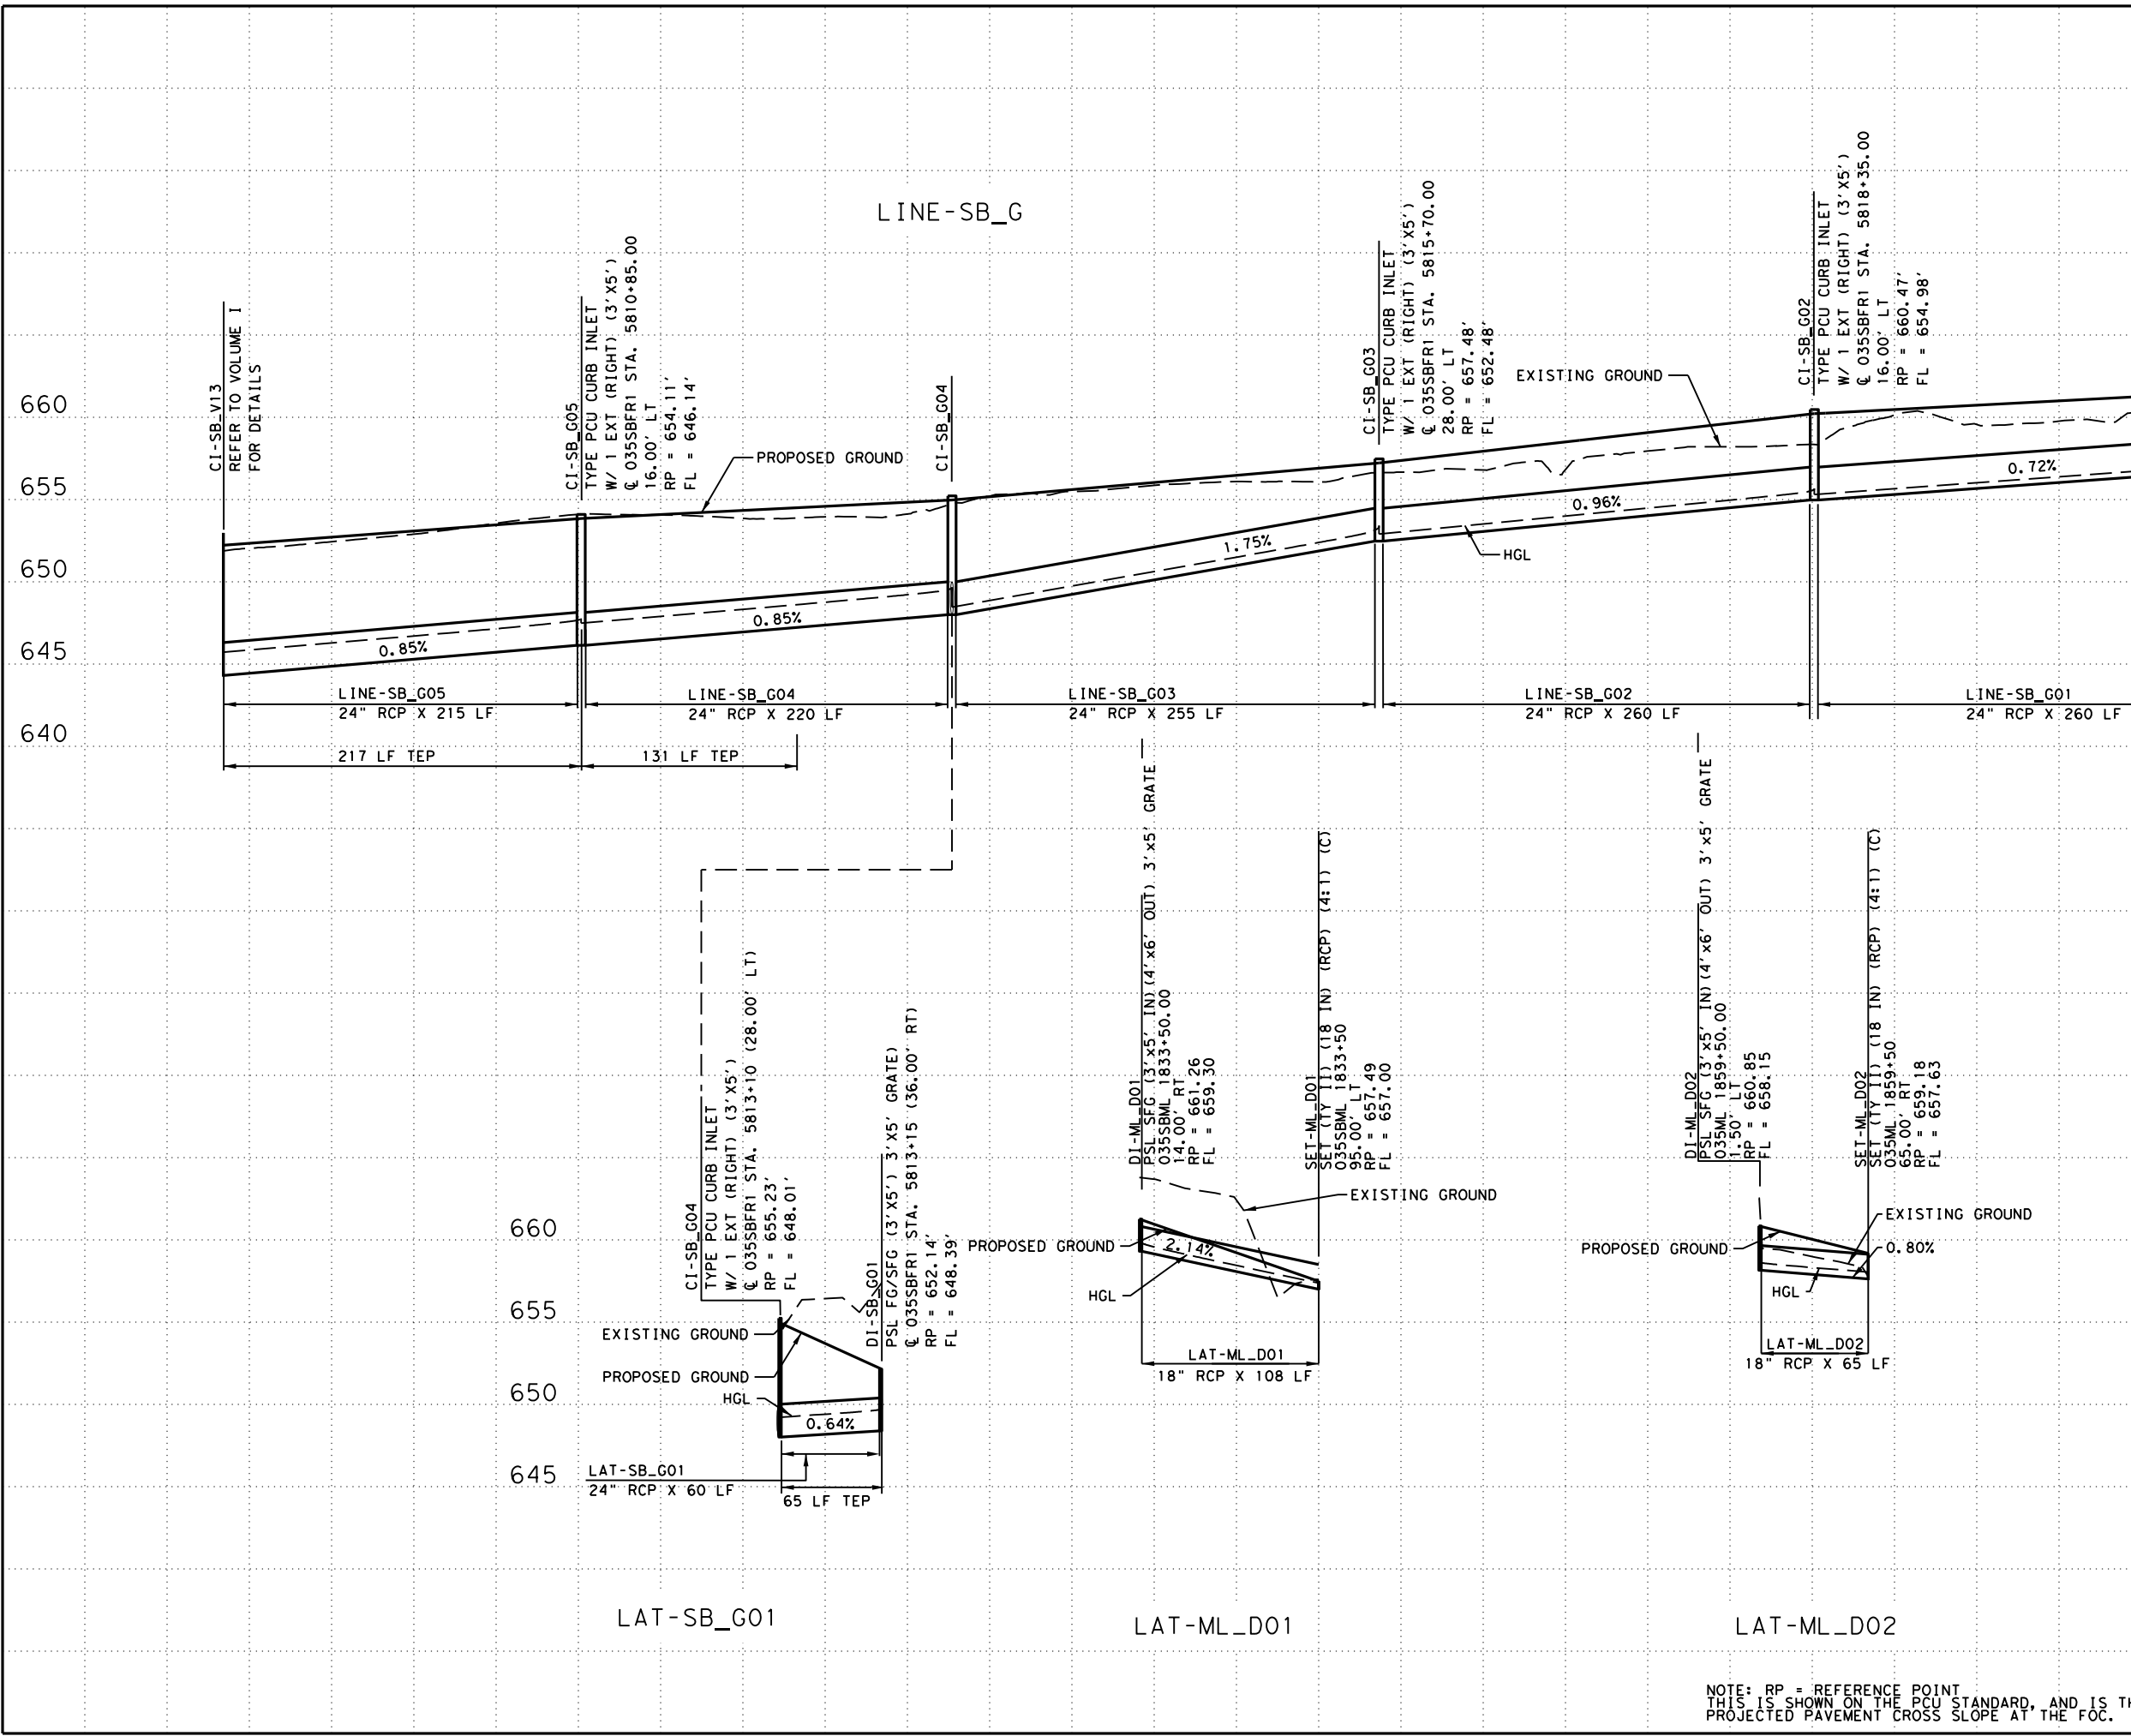 LINE-SB_G
CI-SB_V13
REFER TO VOLUME I
FOR DETAILS
CI-SB_G05
TYPE PCU CURB INLET
W/ 1 EXT (RIGHT) (3'X5')
℄ 035SBFR1 STA. 5810+85.00
16.00' LT
RP = 654.11'
FL = 646.14'
CI-SB_G04
CI-SB_G03
TYPE PCU CURB INLET
W/ 1 EXT (RIGHT) (3'X5')
℄ 035SBFR1 STA. 5815+70.00
28.00' LT
RP = 657.48'
FL = 652.48'
CI-SB_G02
TYPE PCU CURB INLET
W/ 1 EXT (RIGHT) (3'X5')
℄ 035SBFR1 STA. 5818+35.00
16.00' LT
RP = 660.47'
FL = 654.98'
660
655
650
645
640
PROPOSED GROUND
EXISTING GROUND
HGL
0.85%
0.85%
1.75%
0.96%
0.72%
LINE-SB_G05
24" RCP X 215 LF
LINE-SB_G04
24" RCP X 220 LF
LINE-SB_G03
24" RCP X 255 LF
LINE-SB_G02
24" RCP X 260 LF
LINE-SB_G01
24" RCP X 260 LF
217 LF TEP
131 LF TEP
CI-SB_G04
TYPE PCU CURB INLET
W/ 1 EXT (RIGHT) (3'X5')
℄ 035SBFR1 STA. 5813+10 (28.00' LT)
RP = 655.23'
FL = 648.01'
DI-SB_G01
PSL FG/SFG (3'X5') 3'X5' GRATE)
℄ 035SBFR1 STA. 5813+15 (36.00' RT)
RP = 652.14'
FL = 648.39'
660
655
650
645
EXISTING GROUND
PROPOSED GROUND
HGL
0.64%
LAT-SB_G01
24" RCP X 60 LF
65 LF TEP
LAT-SB_G01
DI-ML_D01
PSL SFG (3'x5' IN)(4'x6' OUT) 3'x5' GRATE
035SBML 1833+50.00
14.00' RT
RP = 661.26
FL = 659.30
SET-ML_D01
SET (TY II) (18 IN) (RCP) (4:1) (C)
035SBML 1833+50
95.00' LT
RP = 657.49
FL = 657.00
EXISTING GROUND
PROPOSED GROUND
2.14%
HGL
LAT-ML_D01
18" RCP X 108 LF
LAT-ML_D01
DI-ML_D02
PSL SFG (3'x5' IN)(4'x6' OUT) 3'x5' GRATE
035ML 1859+50.00
1.50' LT
RP = 660.85
FL = 658.15
SET-ML_D02
SET (TY II) (18 IN) (RCP) (4:1) (C)
035ML 1859+50
65.00' RT
RP = 659.18
FL = 657.63
EXISTING GROUND
PROPOSED GROUND
0.80%
HGL
LAT-ML_D02
18" RCP X 65 LF
LAT-ML_D02
NOTE: RP = REFERENCE POINT
THIS IS SHOWN ON THE PCU STANDARD, AND IS
PROJECTED PAVEMENT CROSS SLOPE AT THE FOC.